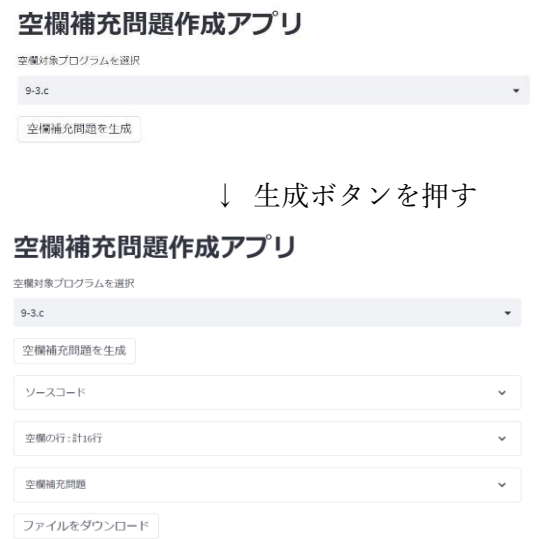 空欄補充問題作成アプリ
空欄対象プログラムを選択
9-3.c
空欄補充問題を生成
↓ 生成ボタンを押す
空欄補充問題作成アプリ
空欄対象プログラムを選択
9-3.c
空欄補充問題を生成
ソースコード
空欄の行:計16行
空欄補充問題
ファイルをダウンロード